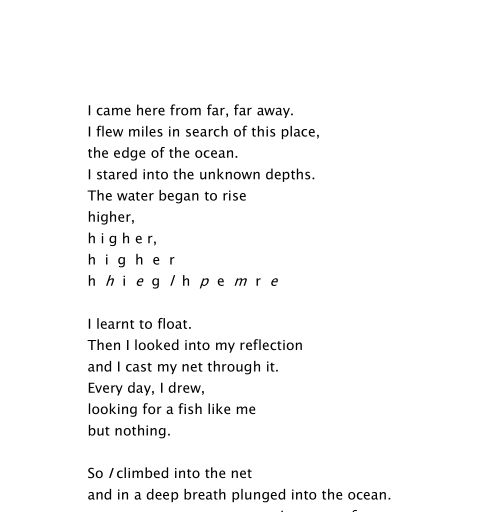 I came here from far, far away.
I flew miles in search of this place,
the edge of the ocean.
I stared into the unknown depths.
The water began to rise
higher,
h i g h e r,
h i g h e r
h h i e g l h p e m r e

I learnt to float.
Then I looked into my reflection
and I cast my net through it.
Every day, I drew,
looking for a fish like me
but nothing.

So I climbed into the net
and in a deep breath plunged into the ocean.